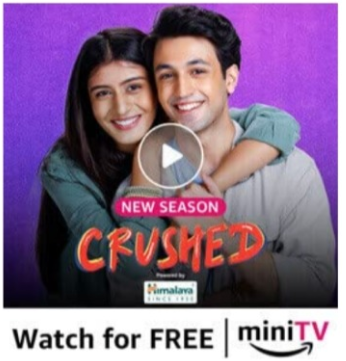 NEW SEASON
CRUSHED
Powered by
Himalaya
SINCE 1930
Watch for FREE | miniTV